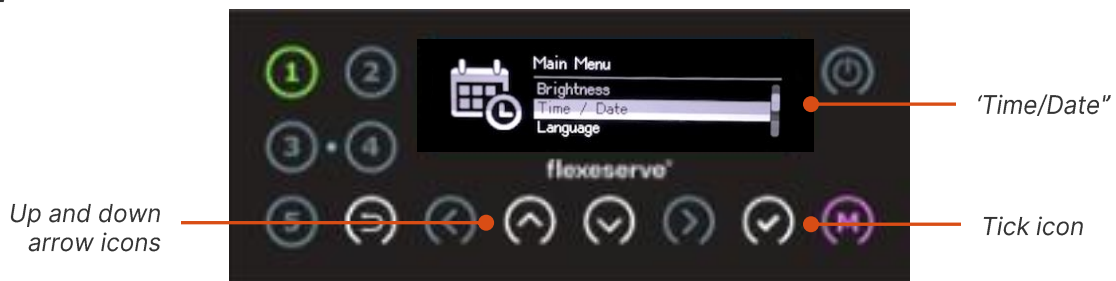 1 2
Main Menu
Brightness
Time / Date
Language
3 4
flexeserve®
5 M
‘Time/Date”
Up and down
arrow icons
Tick icon